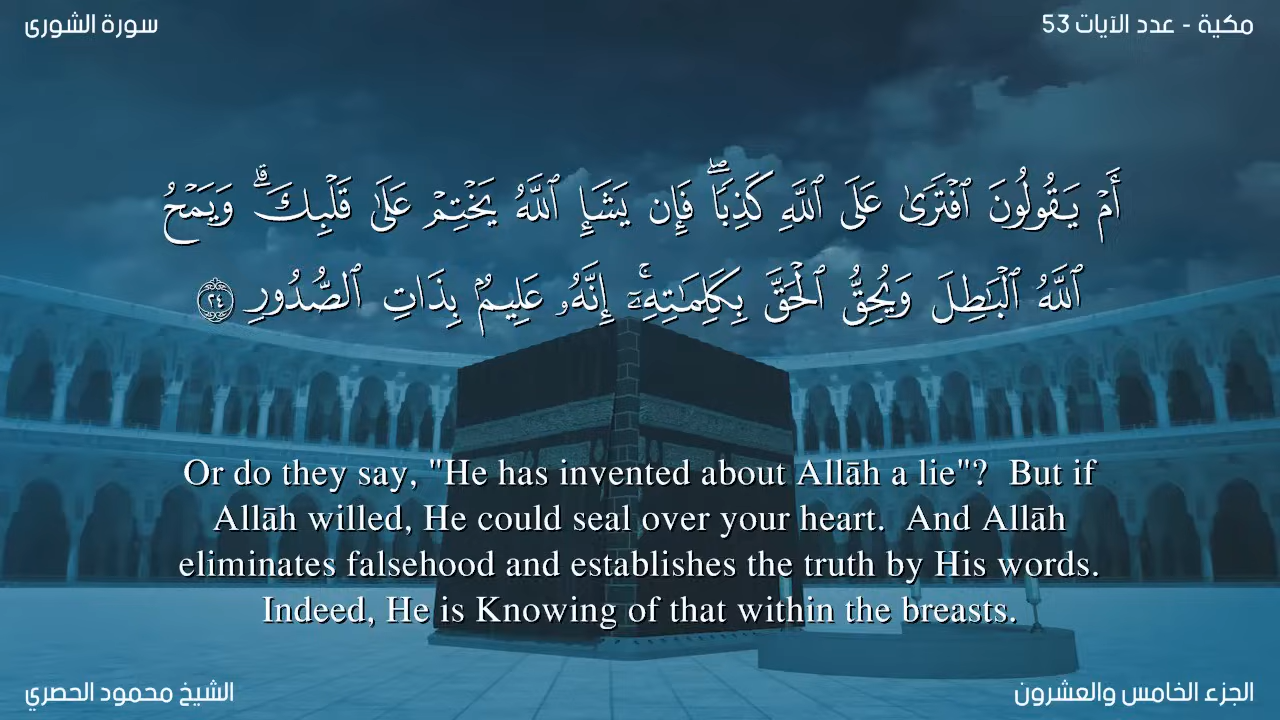 سورة الشورى
مكية - عدد الآيات 53
أَمْ يَقُولُونَ ٱفْتَرَىٰ عَلَى ٱللَّهِ كَذِبًا ۖ فَإِن يَشَإِ ٱللَّهُ يَخْتِمْ عَلَىٰ قَلْبِكَ ۗ وَيَمْحُ
ٱللَّهُ ٱلْبَـٰطِلَ وَيُحِقُّ ٱلْحَقَّ بِكَلِمَـٰتِهِۦٓ ۚ إِنَّهُۥ عَلِيمٌۢ بِذَاتِ ٱلصُّدُورِ ٢٤
Or do they say, "He has invented about Allāh a lie"? But if
Allāh willed, He could seal over your heart. And Allāh
eliminates falsehood and establishes the truth by His words.
Indeed, He is Knowing of that within the breasts.
الشيخ محمود الحصري
الجزء الخامس والعشرون